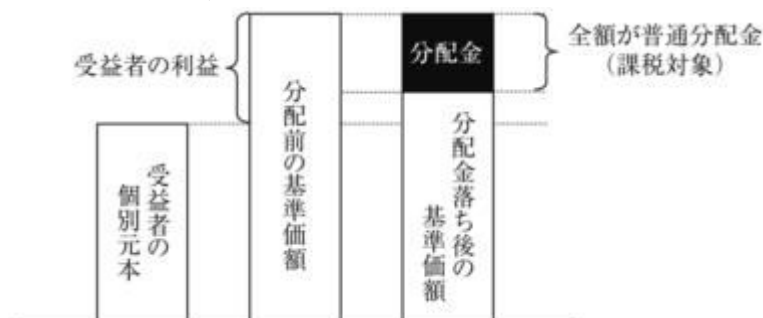 受益者の利益
受益者の
個別元本
分配前の基準価額
分配金
分配金落ち後の
基準価額
全額が普通分配金
（課税対象）